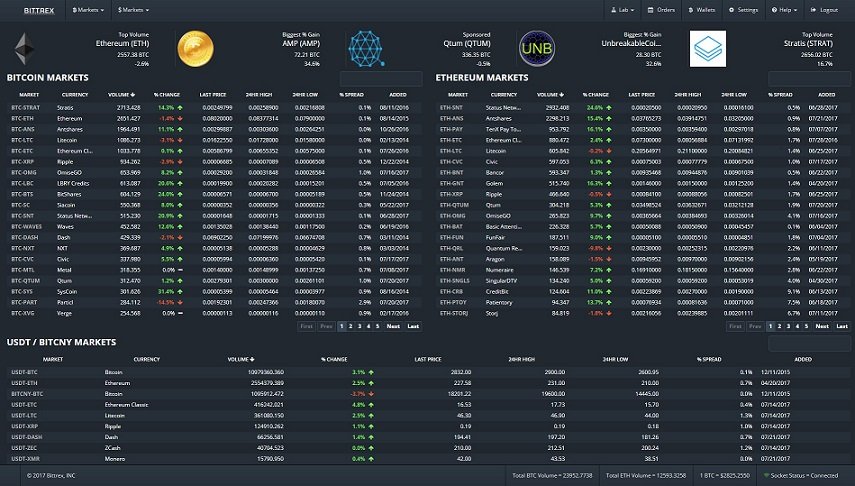 BITTREX ฿ Markets $ Markets Lab Orders Wallets Settings Help Logout
Top Volume
Ethereum (ETH)
2557.38 BTC
-2.6%
Biggest % Gain
AMP (AMP)
72.21 BTC
34.6%
Sponsored
Qtum (QTUM)
336.35 BTC
-0.5%
UNB
Biggest % Gain
UnbreakableCoi...
28.30 BTC
32.6%
Top Volume
Stratis (STRAT)
2656.02 BTC
16.7%
BITCOIN MARKETS
MARKET CURRENCY VOLUME % CHANGE LAST PRICE 24HR HIGH 24HR LOW % SPREAD ADDED
BTC-STRAT Stratis 2713.428 14.3% 0.00249799 0.00258900 0.00216808 0.1% 08/11/2016
BTC-ETH Ethereum 2651.427 -1.4% 0.08020000 0.08377314 0.07900000 0.1% 08/14/2015
BTC-ANS Antshares 1964.491 11.1% 0.00299887 0.00303600 0.00264251 0.0% 10/26/2016
BTC-LTC Litecoin 1086.273 -3.1% 0.01622550 0.01728000 0.01580000 0.0% 02/13/2014
BTC-ETC Ethereum Cl... 1033.778 0.1% 0.00586799 0.00655352 0.00575000 0.1% 07/26/2016
BTC-XRP Ripple 934.262 -2.9% 0.00006685 0.00007089 0.00006508 0.5% 12/22/2014
BTC-OMG OmiseGO 653.969 8.2% 0.00029200 0.00031848 0.00026584 1.0% 07/16/2017
BTC-LBC LBRY Credits 613.087 20.6% 0.00019900 0.00020282 0.00015201 0.5% 07/05/2016
BTC-BTS BitShares 604.129 24.0% 0.00006571 0.00006700 0.00005189 0.5% 11/24/2014
BTC-SC Siacoin 550.368 8.0% 0.00000352 0.00000356 0.00000322 0.3% 05/22/2017
BTC-SNT Status Netw... 515.230 20.9% 0.00001648 0.00001715 0.00001333 0.1% 06/28/2017
BTC-WAVES Waves 452.582 12.6% 0.00135028 0.00138440 0.00117500 0.2% 06/19/2016
BTC-DASH Dash 429.339 -2.1% 0.06902250 0.07199976 0.06674708 0.7% 03/11/2014
BTC-NXT NXT 369.687 4.9% 0.00005138 0.00005288 0.00004629 0.8% 03/03/2014
BTC-CVC Civic 337.980 5.5% 0.00005994 0.00006360 0.00005420 0.1% 07/17/2017
BTC-MTL Metal 318.355 0.0% 0.00140000 0.00148999 0.00137250 0.7% 07/08/2017
BTC-QTUM Qtum 312.470 1.2% 0.00279301 0.00300000 0.00261101 1.0% 07/20/2017
BTC-SYS SysCoin 301.626 31.4% 0.00005399 0.00005464 0.00003975 0.9% 08/16/2014
BTC-PART Particl 284.112 -14.5% 0.00192301 0.00247366 0.00180070 2.9% 07/20/2017
BTC-XVG Verge 254.568 0.0% 0.00000113 0.00000116 0.00000110 0.9% 02/17/2016
First Prev 1 2 3 4 5 Next Last
ETHEREUM MARKETS
MARKET CURRENCY VOLUME % CHANGE LAST PRICE 24HR HIGH 24HR LOW % SPREAD ADDED
ETH-SNT Status Netw... 2932.408 24.6% 0.00020500 0.00020950 0.00016100 0.5% 06/28/2017
ETH-ANS Antshares 2298.213 15.4% 0.03765273 0.03914751 0.03205000 0.9% 07/21/2017
ETH-PAY TenX Pay To... 953.792 16.1% 0.00350000 0.00359400 0.00297018 0.8% 07/07/2017
ETH-ETC Ethereum Cl... 880.472 2.4% 0.07300000 0.08056884 0.07131992 1.7% 07/28/2016
ETH-LTC Litecoin 605.842 -0.2% 0.20564971 0.21100000 0.20084821 1.4% 06/25/2017
ETH-CVC Civic 597.053 6.3% 0.00075003 0.00077779 0.00067500 1.0% 07/17/2017
ETH-BNT Bancor 593.347 1.3% 0.00935468 0.00944876 0.00901039 0.5% 06/22/2017
ETH-GNT Golem 515.740 16.3% 0.00146000 0.00150000 0.00125200 1.4% 04/20/2017
ETH-XRP Ripple 466.640 -0.5% 0.00084100 0.00088056 0.00082502 1.7% 06/25/2017
ETH-QTUM Qtum 304.218 5.3% 0.03498524 0.03632671 0.03212128 1.9% 07/20/2017
ETH-OMG OmiseGO 265.823 9.7% 0.00365664 0.00384693 0.00326014 4.1% 07/16/2017
ETH-BAT Basic Attenti... 226.328 5.7% 0.00058088 0.00059000 0.00045457 0.1% 06/04/2017
ETH-FUN FunFair 187.511 9.0% 0.00005100 0.00005510 0.00004851 1.8% 07/04/2017
ETH-QRL Quantum Re... 159.023 -9.8% 0.00230000 0.00252315 0.00220976 2.2% 06/11/2017
ETH-ANT Aragon 158.089 -1.5% 0.00945952 0.00970000 0.00902156 2.4% 05/19/2017
ETH-NMR Numeraire 146.539 7.2% 0.16910000 0.18150000 0.15640000 2.8% 06/22/2017
ETH-SNGLS SingularDTV 134.240 5.0% 0.00059200 0.00059200 0.00053019 4.0% 04/30/2017
ETH-CRB CreditBit 124.604 11.0% 0.00223869 0.00270000 0.00190000 9.1% 06/13/2017
ETH-PTOY Patientory 94.347 13.7% 0.00076934 0.00081636 0.00071000 7.5% 06/18/2017
ETH-STORJ Storj 84.819 -1.8% 0.00216056 0.00239885 0.00201111 6.7% 07/11/2017
First Prev 1 2 3 4 5 Next Last
USDT / BITCNY MARKETS
MARKET CURRENCY VOLUME % CHANGE LAST PRICE 24HR HIGH 24HR LOW % SPREAD ADDED
USDT-BTC Bitcoin 10979360.360 3.1% 2832.00 2900.00 2600.95 0.1% 12/11/2015
USDT-ETH Ethereum 2554379.389 2.5% 227.58 231.00 210.00 0.7% 04/20/2017
BITCNY-BTC Bitcoin 1095912.472 -3.7% 18201.22 19600.00 14445.00 0.0% 12/11/2015
USDT-ETC Ethereum Classic 416242.021 4.8% 16.53 17.73 15.70 0.4% 07/14/2017
USDT-LTC Litecoin 361080.150 2.5% 46.30 46.90 44.00 1.3% 07/14/2017
USDT-XRP Ripple 124910.262 1.1% 0.19 0.19 0.18 1.0% 07/14/2017
USDT-DASH Dash 66256.581 1.4% 194.41 197.20 181.26 0.7% 07/14/2017
USDT-ZEC ZCash 40704.523 0.0% 210.00 212.51 200.24 1.2% 07/14/2017
USDT-XMR Monero 15790.950 0.4% 42.00 43.53 38.51 0.0% 07/21/2017
© 2017 Bittrex, INC Total BTC Volume = 23952.7738 Total ETH Volume = 12593.3258 1 BTC = $2825.2550 Socket Status = Connected